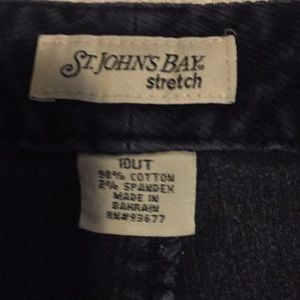 ST. JOHN'S BAY
stretch
10UT
98% COTTON
2% SPANDEX
MADE IN
BAHRAIN
RN#93677